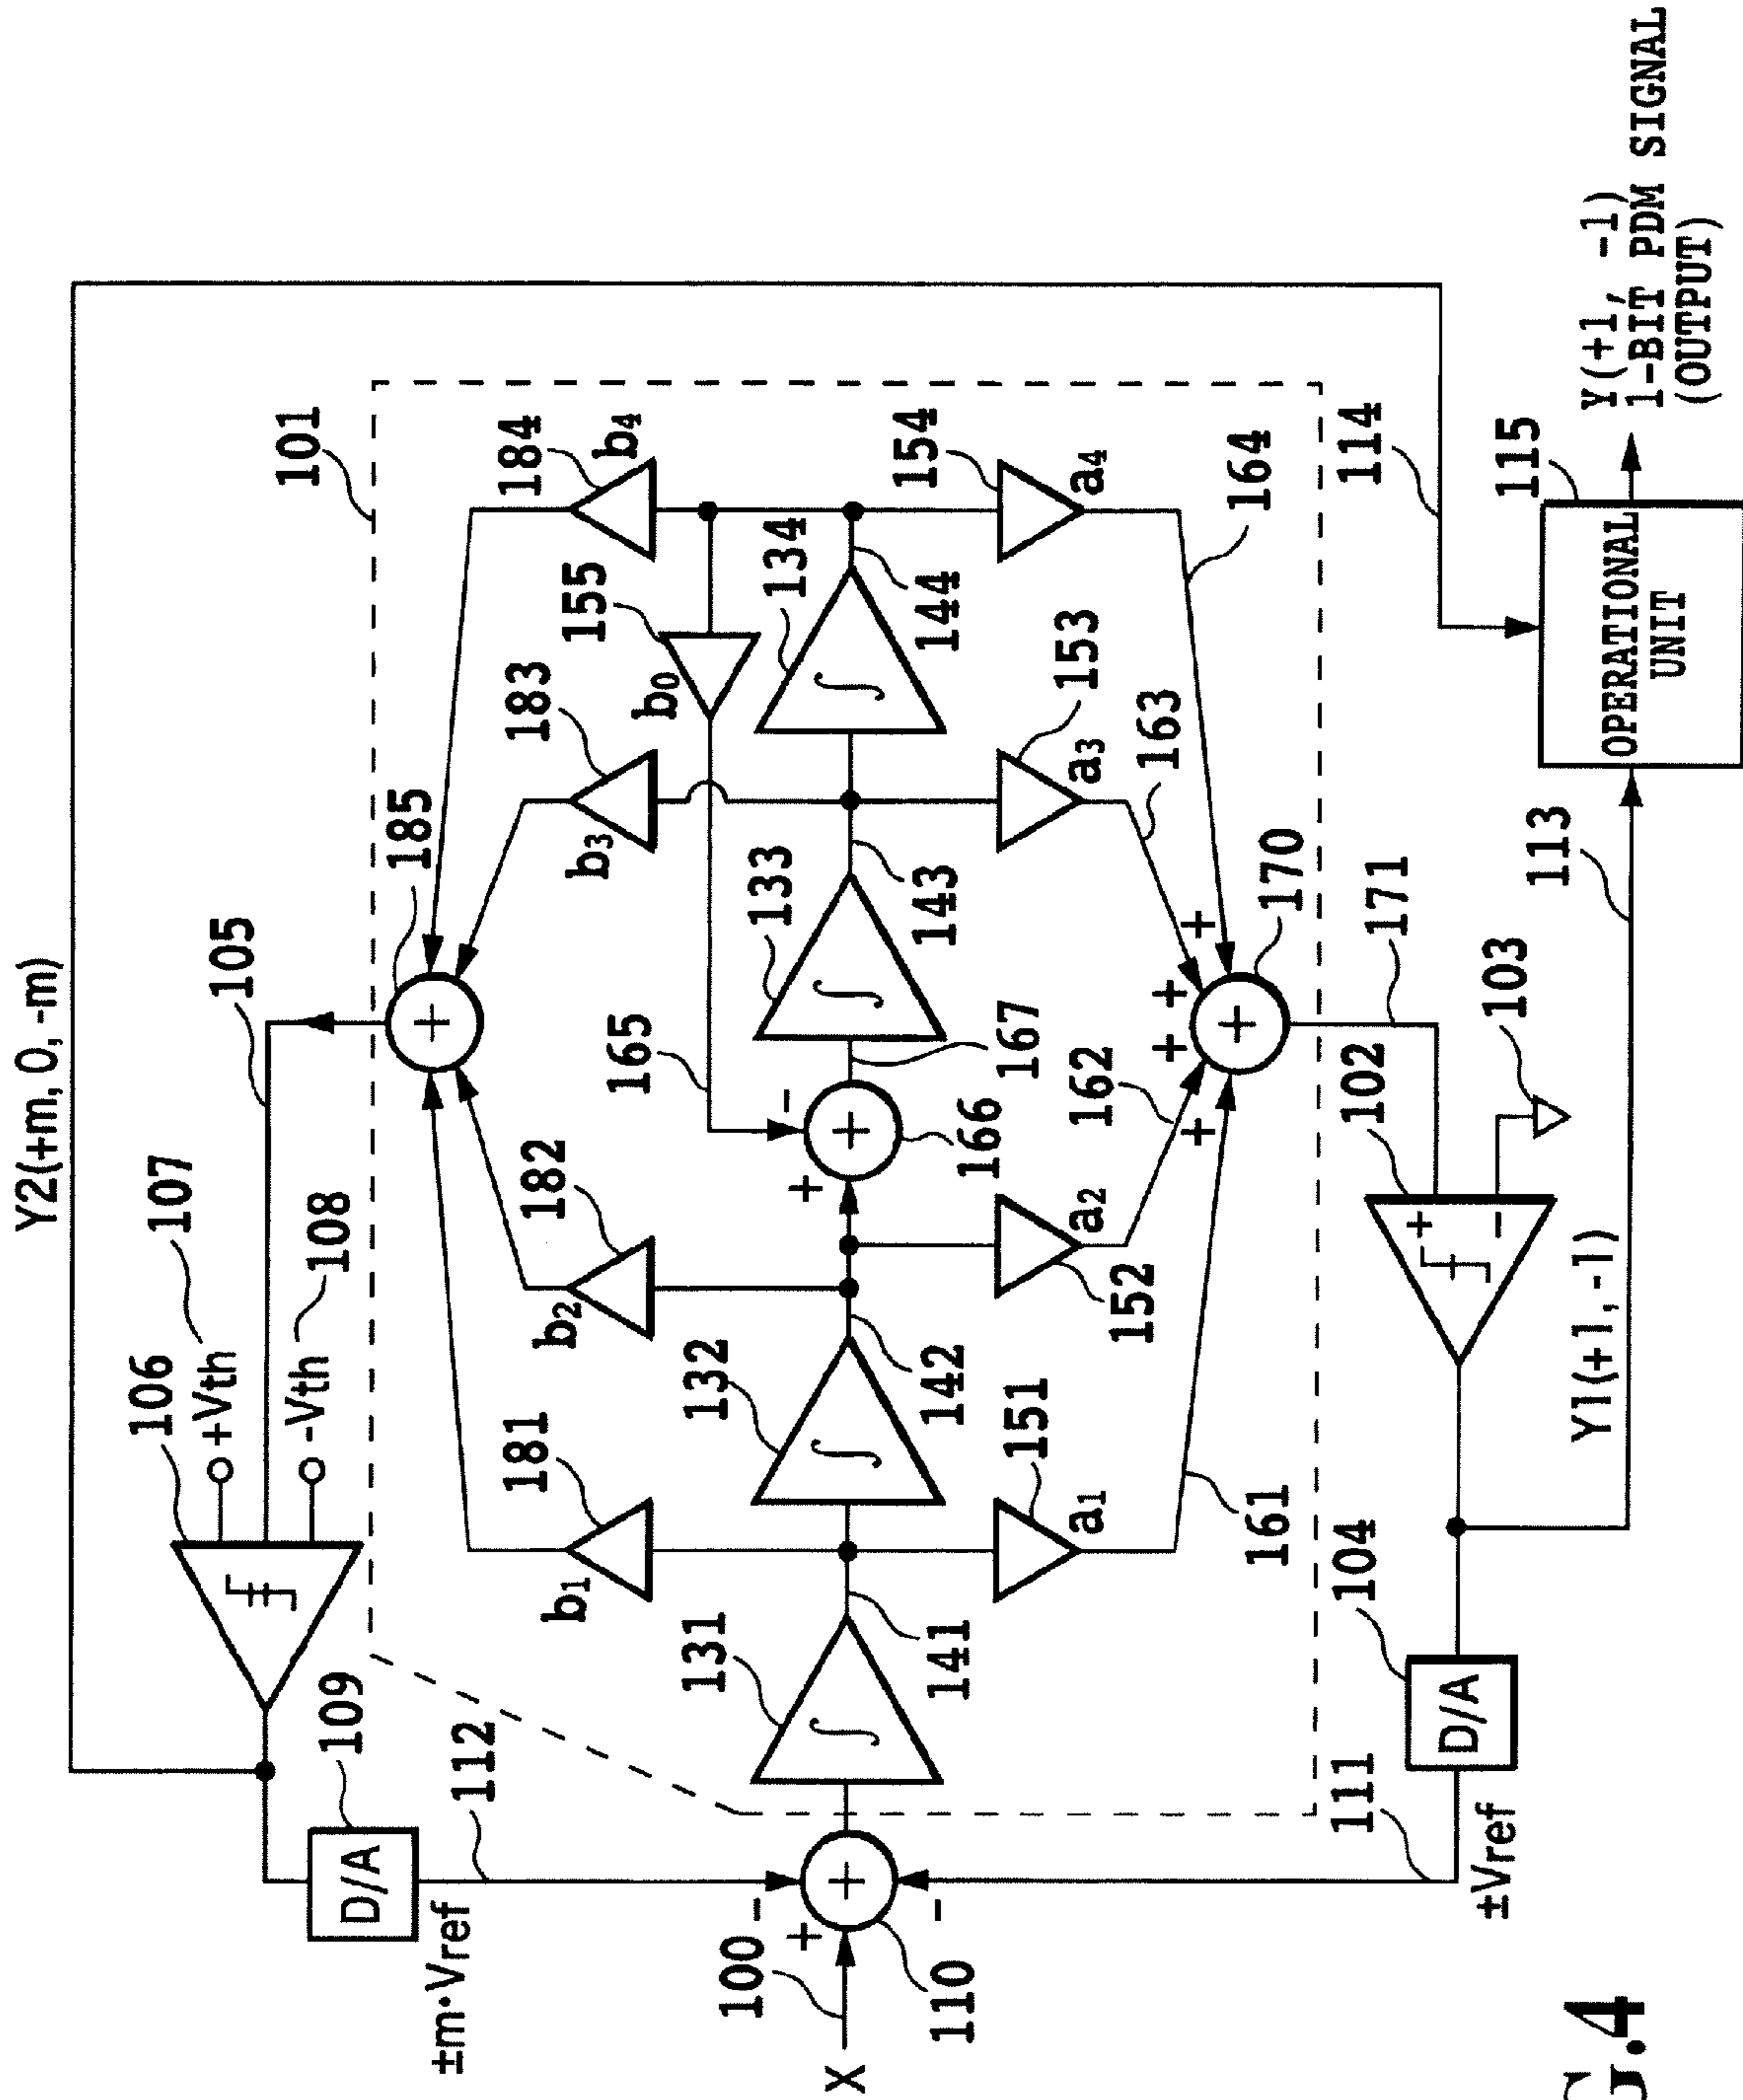 Y2(+m, 0, -m)
106
107
+Vth
105
108
-Vth
101
109
D/A
112
±m·Vref
185
181
b1
182
b2
183
b3
184
b4
165
155
b0
100
X
+
-
-
110
+
131
∫
141
132
∫
142
+
-
+
166
167
133
∫
143
134
∫
144
151
a1
152
a2
153
a3
154
a4
161
162
163
164
+
+
+
+
+
170
171
111
±Vref
104
D/A
102
+
-
103
Y1(+1, -1)
113
114
115
OPERATIONAL
UNIT
Y(+1, -1)
1-BIT PDM SIGNAL
(OUTPUT)
G.4